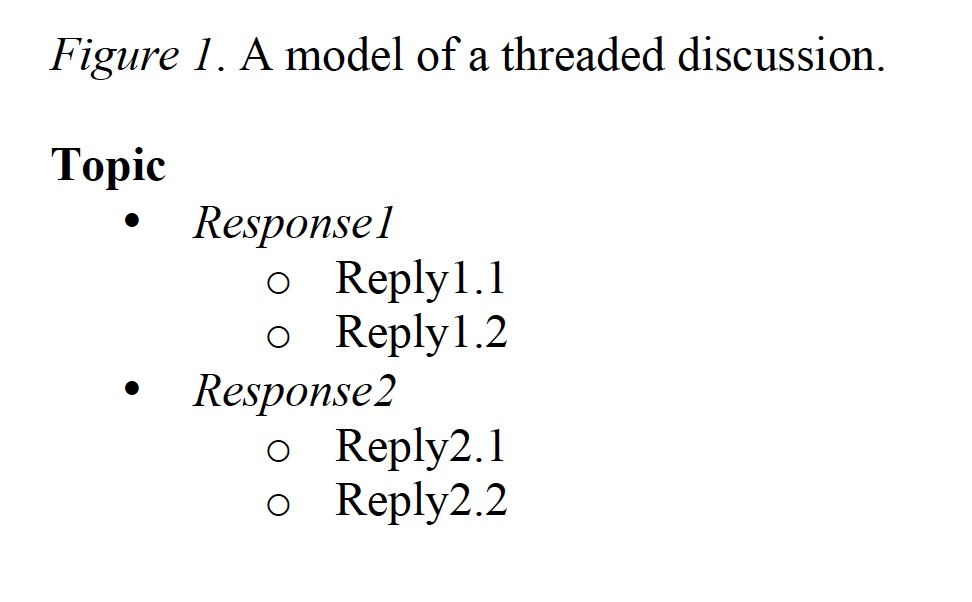 Figure 1. A model of a threaded discussion.
Topic
• Response1
o Reply1.1
o Reply1.2
• Response2
o Reply2.1
o Reply2.2